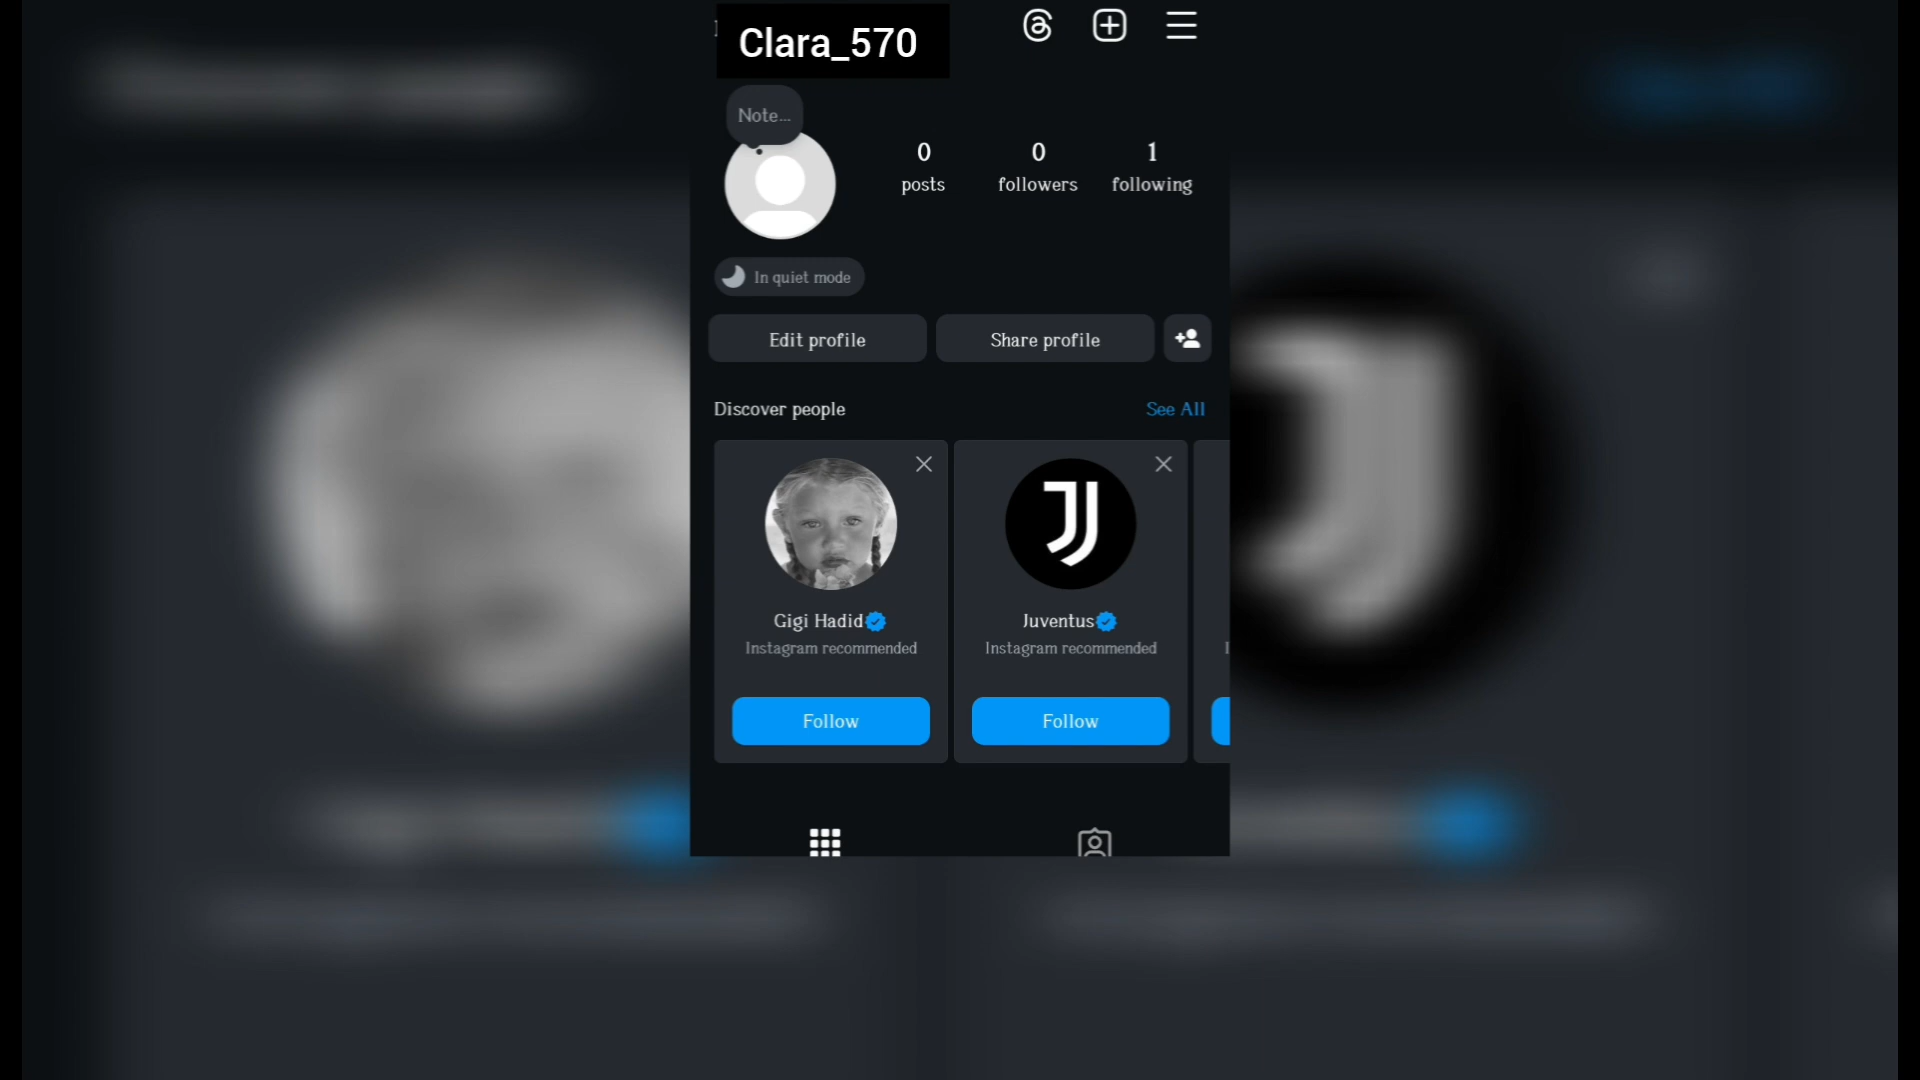 Clara_570
Note...
0 0 1
posts followers following
In quiet mode
Edit profile Share profile
Discover people See All
Gigi Hadid Juventus
Instagram recommended Instagram recommended
Follow Follow